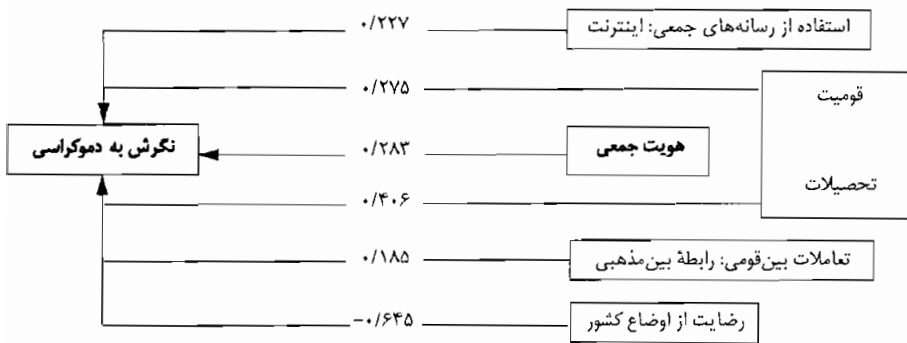 استفاده از رسانه‌های جمعی: اینترنت
۰/۲۲۷
قومیت
۰/۲۷۵
هویت جمعی
۰/۲۸۳
نگرش به دموکراسی
تحصیلات
۰/۴۰۶
تعاملات بین‌قومی: رابطهٔ بین‌مذهبی
۰/۱۸۵
رضایت از اوضاع کشور
−۰/۶۴۵